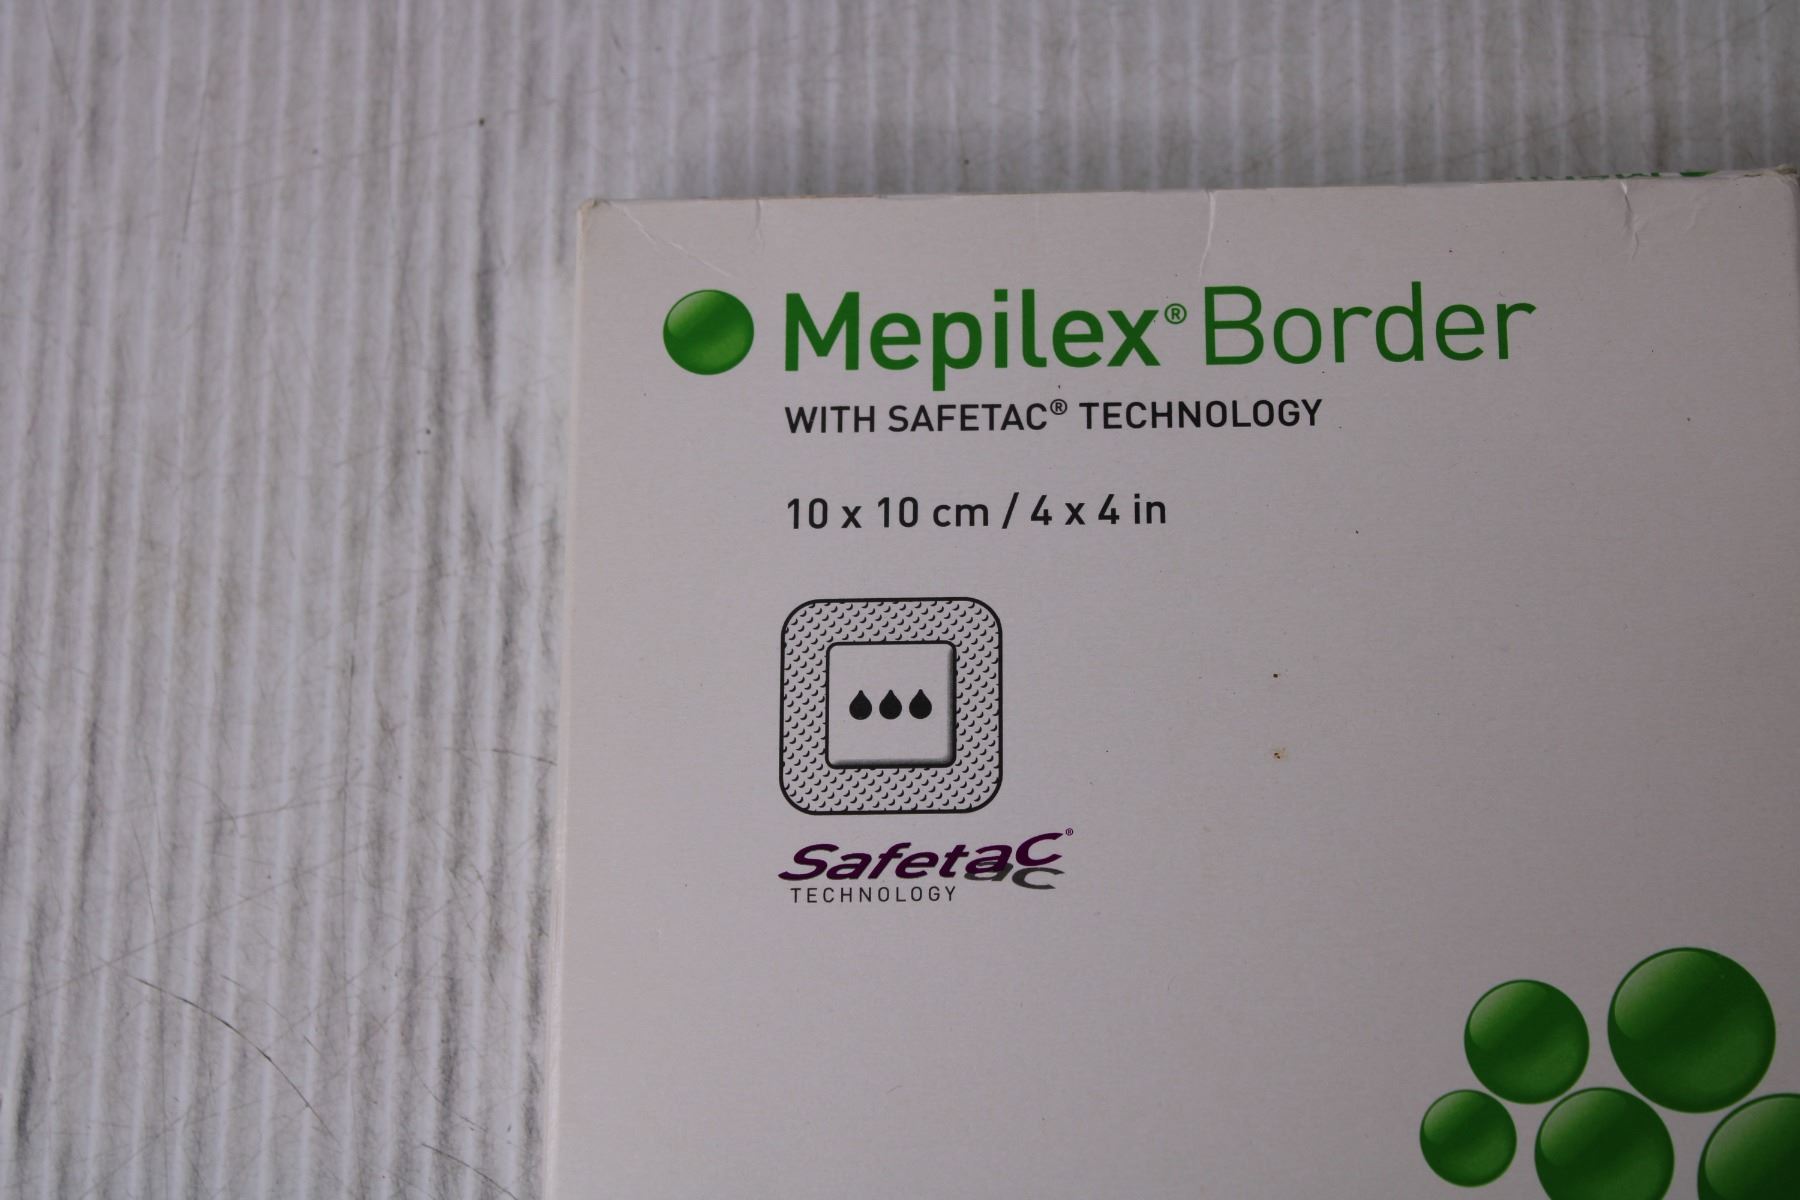 Mepilex® Border
WITH SAFETAC® TECHNOLOGY
10 x 10 cm / 4 x 4 in
Safetac®
TECHNOLOGY